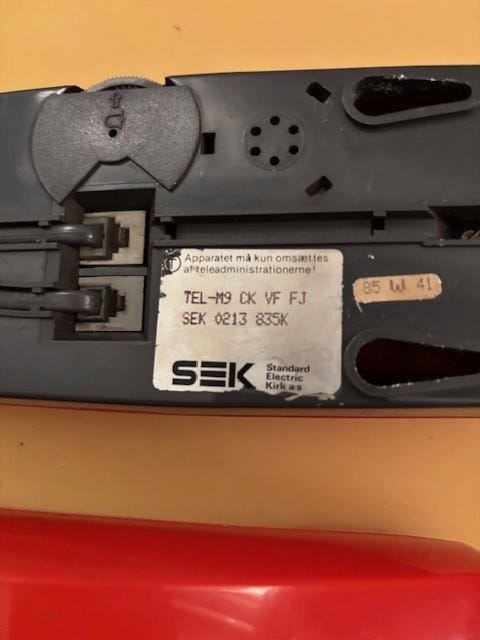 Apparatet må kun omsættes
af teleadministrationerne!
TEL-M9 CK VF FJ
SEK 0213 835K
SEK Standard
Electric
Kirk a·s
85 W 41